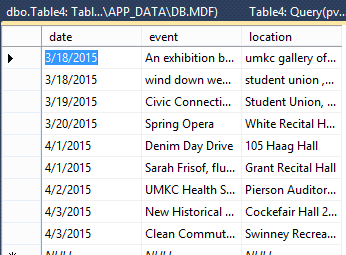 dbo.Table4: Tabl...\APP_DATA\DB.MDF) Table4: Query(pv...
date event location
3/18/2015 An exhibition b... umkc gallery of...
3/18/2015 wind down we... student union ,...
3/19/2015 Civic Connecti... Student Union, ...
3/20/2015 Spring Opera White Recital H...
4/1/2015 Denim Day Drive 105 Haag Hall
4/1/2015 Sarah Frisof, flu... Grant Recital Hall
4/2/2015 UMKC Health S... Pierson Auditor...
4/3/2015 New Historical ... Cockefair Hall 2...
4/3/2015 Clean Commut... Swinney Recrea...
NULL NULL NULL